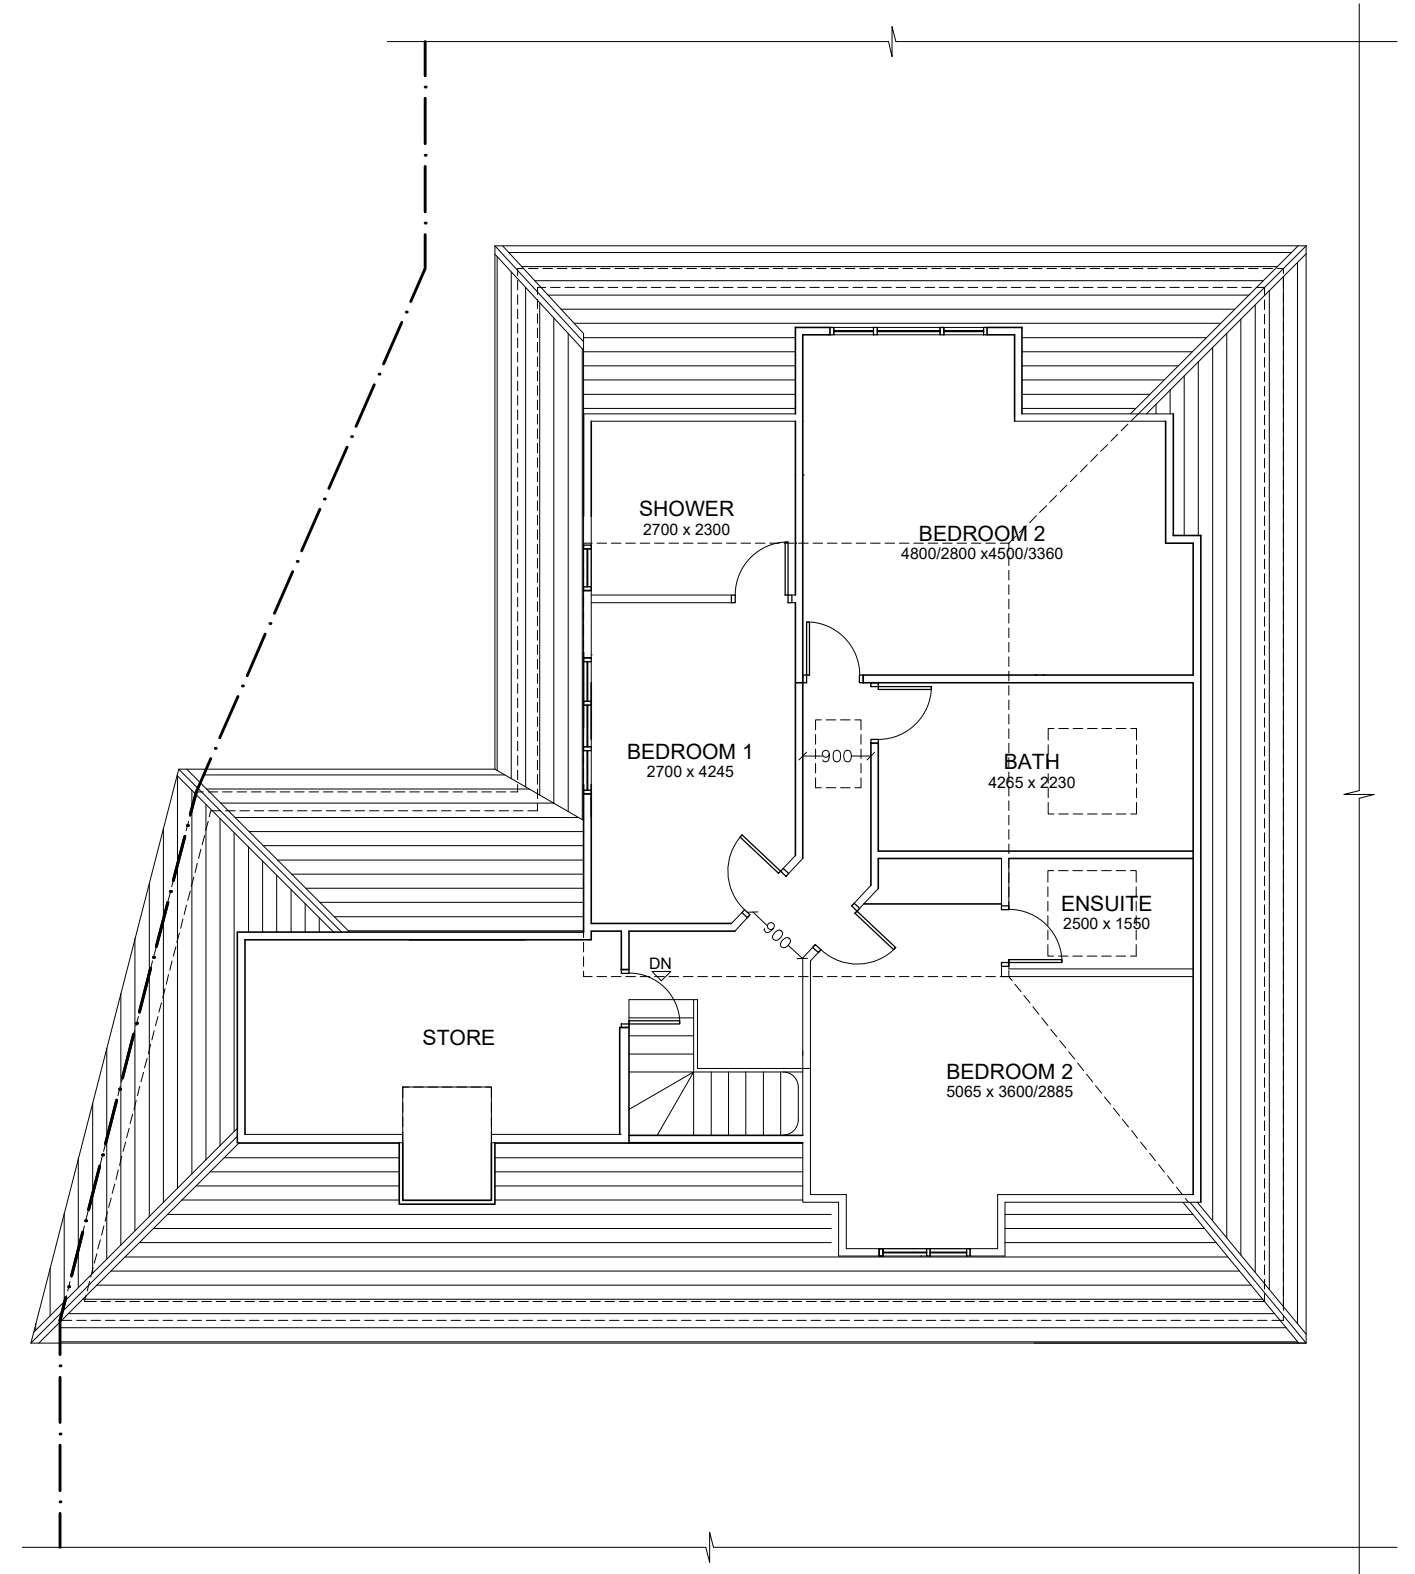 SHOWER
2700 x 2300
BEDROOM 2
4800/2800 x4500/3360
BEDROOM 1
2700 x 4245
900
BATH
4265 x 2230
ENSUITE
2500 x 1550
900
DN
STORE
BEDROOM 2
5065 x 3600/2885